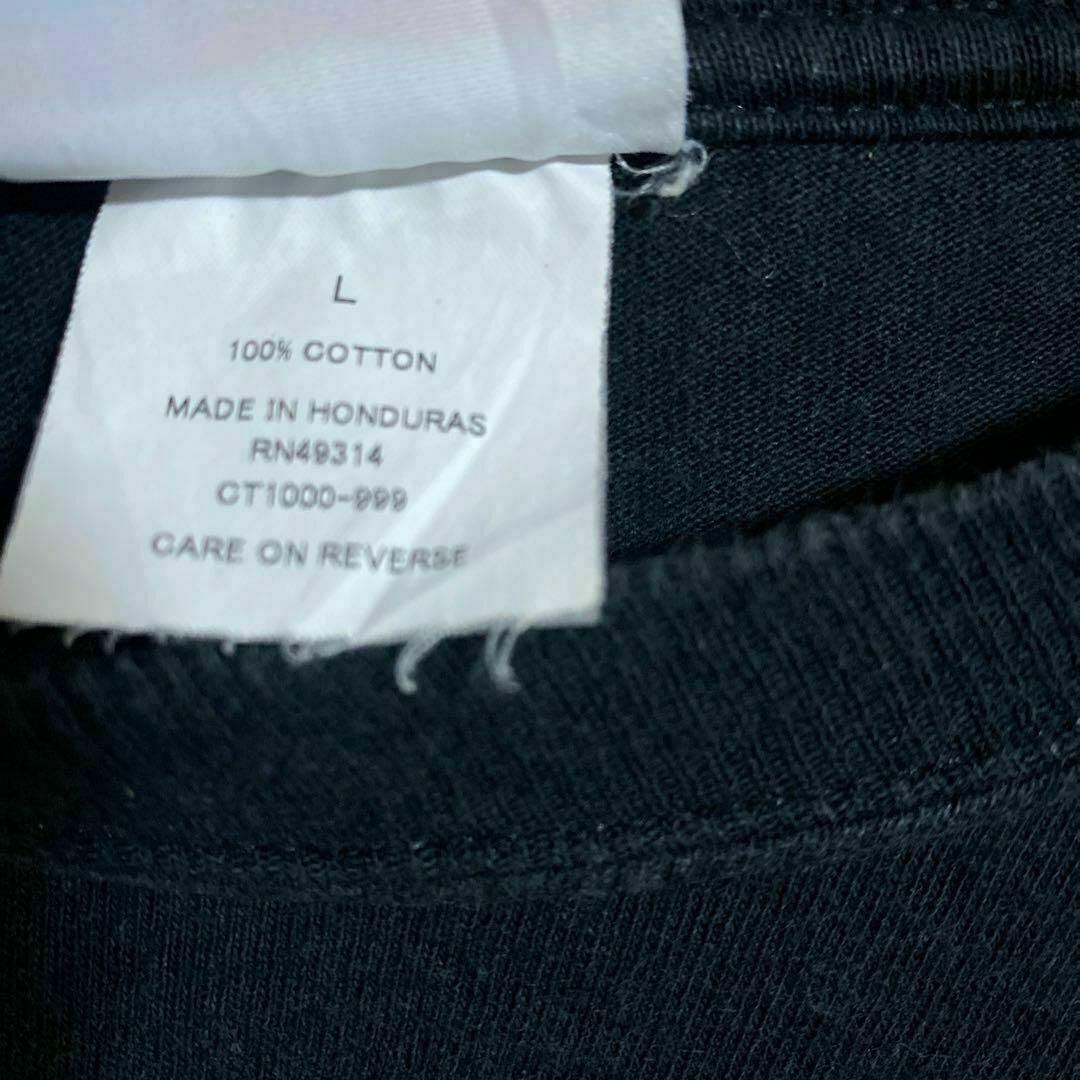 L
100% COTTON
MADE IN HONDURAS
RN49314
CT1000-999
CARE ON REVERSE